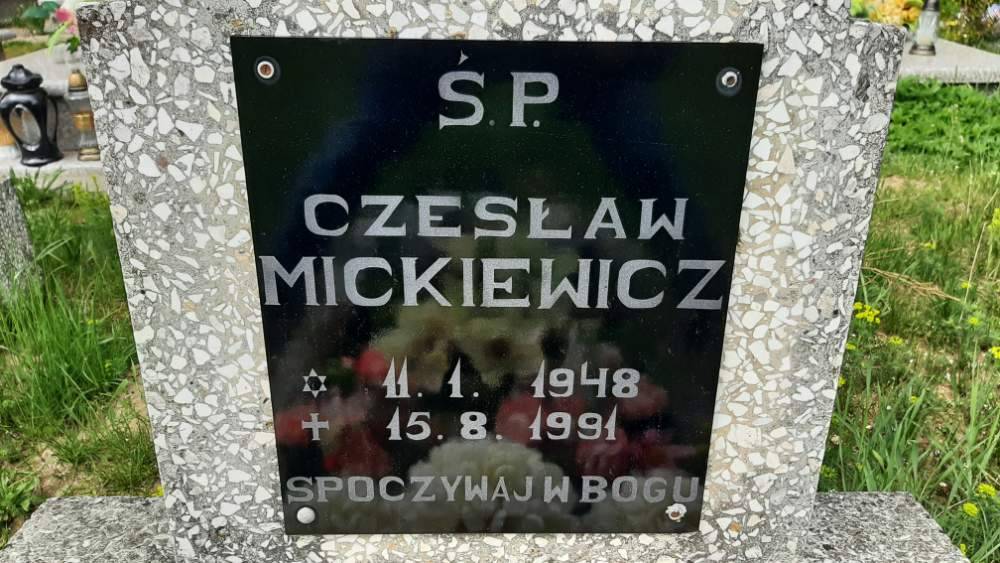 Ś.P.
CZESŁAW
MICKIEWICZ
✡ 11. 1. 1948
✝ 15. 8. 1991
SPOCZYWAJ W BOGU